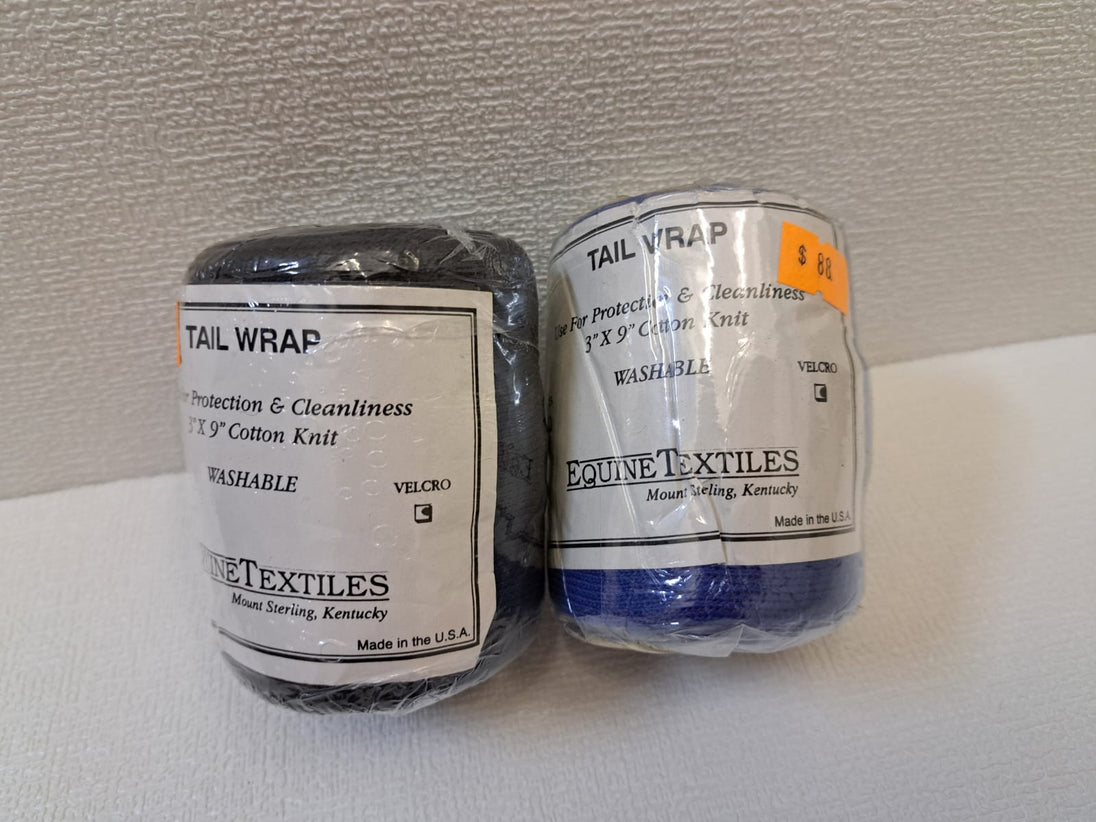 TAIL WRAP
Protection & Cleanliness
3" X 9" Cotton Knit
WASHABLE
VELCRO
TEXTILES
Mount Sterling, Kentucky
Made in the U.S.A.
TAIL WRAP
$ 88
Use For Protection & Cleanliness
3" X 9" Cotton Knit
WASHABLE
VELCRO
EQUINE TEXTILES
Mount Sterling, Kentucky
Made in the U.S.A.